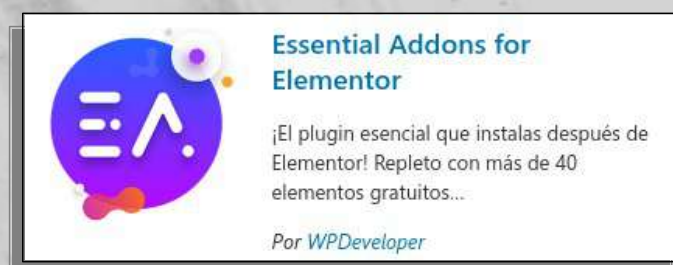 EA.
Essential Addons for
Elementor
¡El plugin esencial que instalas después de
Elementor! Repleto con más de 40
elementos gratuitos...
Por WPDeveloper